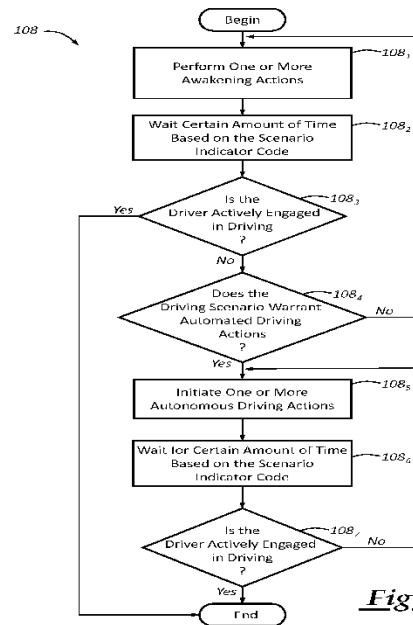 108
Begin
108₁
Perform One or More
Awakening Actions
108₂
Wait Certain Amount of Time
Based on the Scenario
Indicator Code
108₃
Is the
Driver Actively Engaged
in Driving
?
Yes
No
108₄
Does the
Driving Scenario Warrant
Automated Driving
Actions
?
No
Yes
108₅
Initiate One or More
Autonomous Driving Actions
108₆
Wait for Certain Amount of Time
Based on the Scenario
Indicator Code
108
Is the
Driver Actively Engaged
in Driving
?
No
Yes
End
Fig